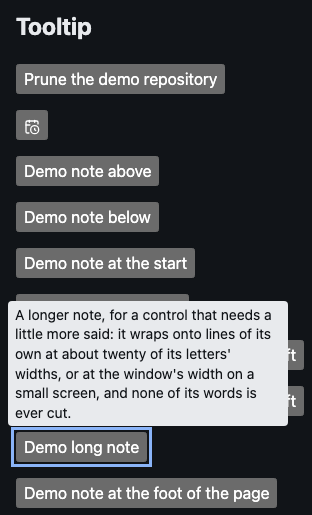 Tooltip
Prune the demo repository
Demo note above
Demo note below
Demo note at the start
A longer note, for a control that needs a
little more said: it wraps onto lines of its
own at about twenty of its letters'
widths, or at the window's width on a
small screen, and none of its words is
ever cut.
Demo long note
Demo note at the foot of the page